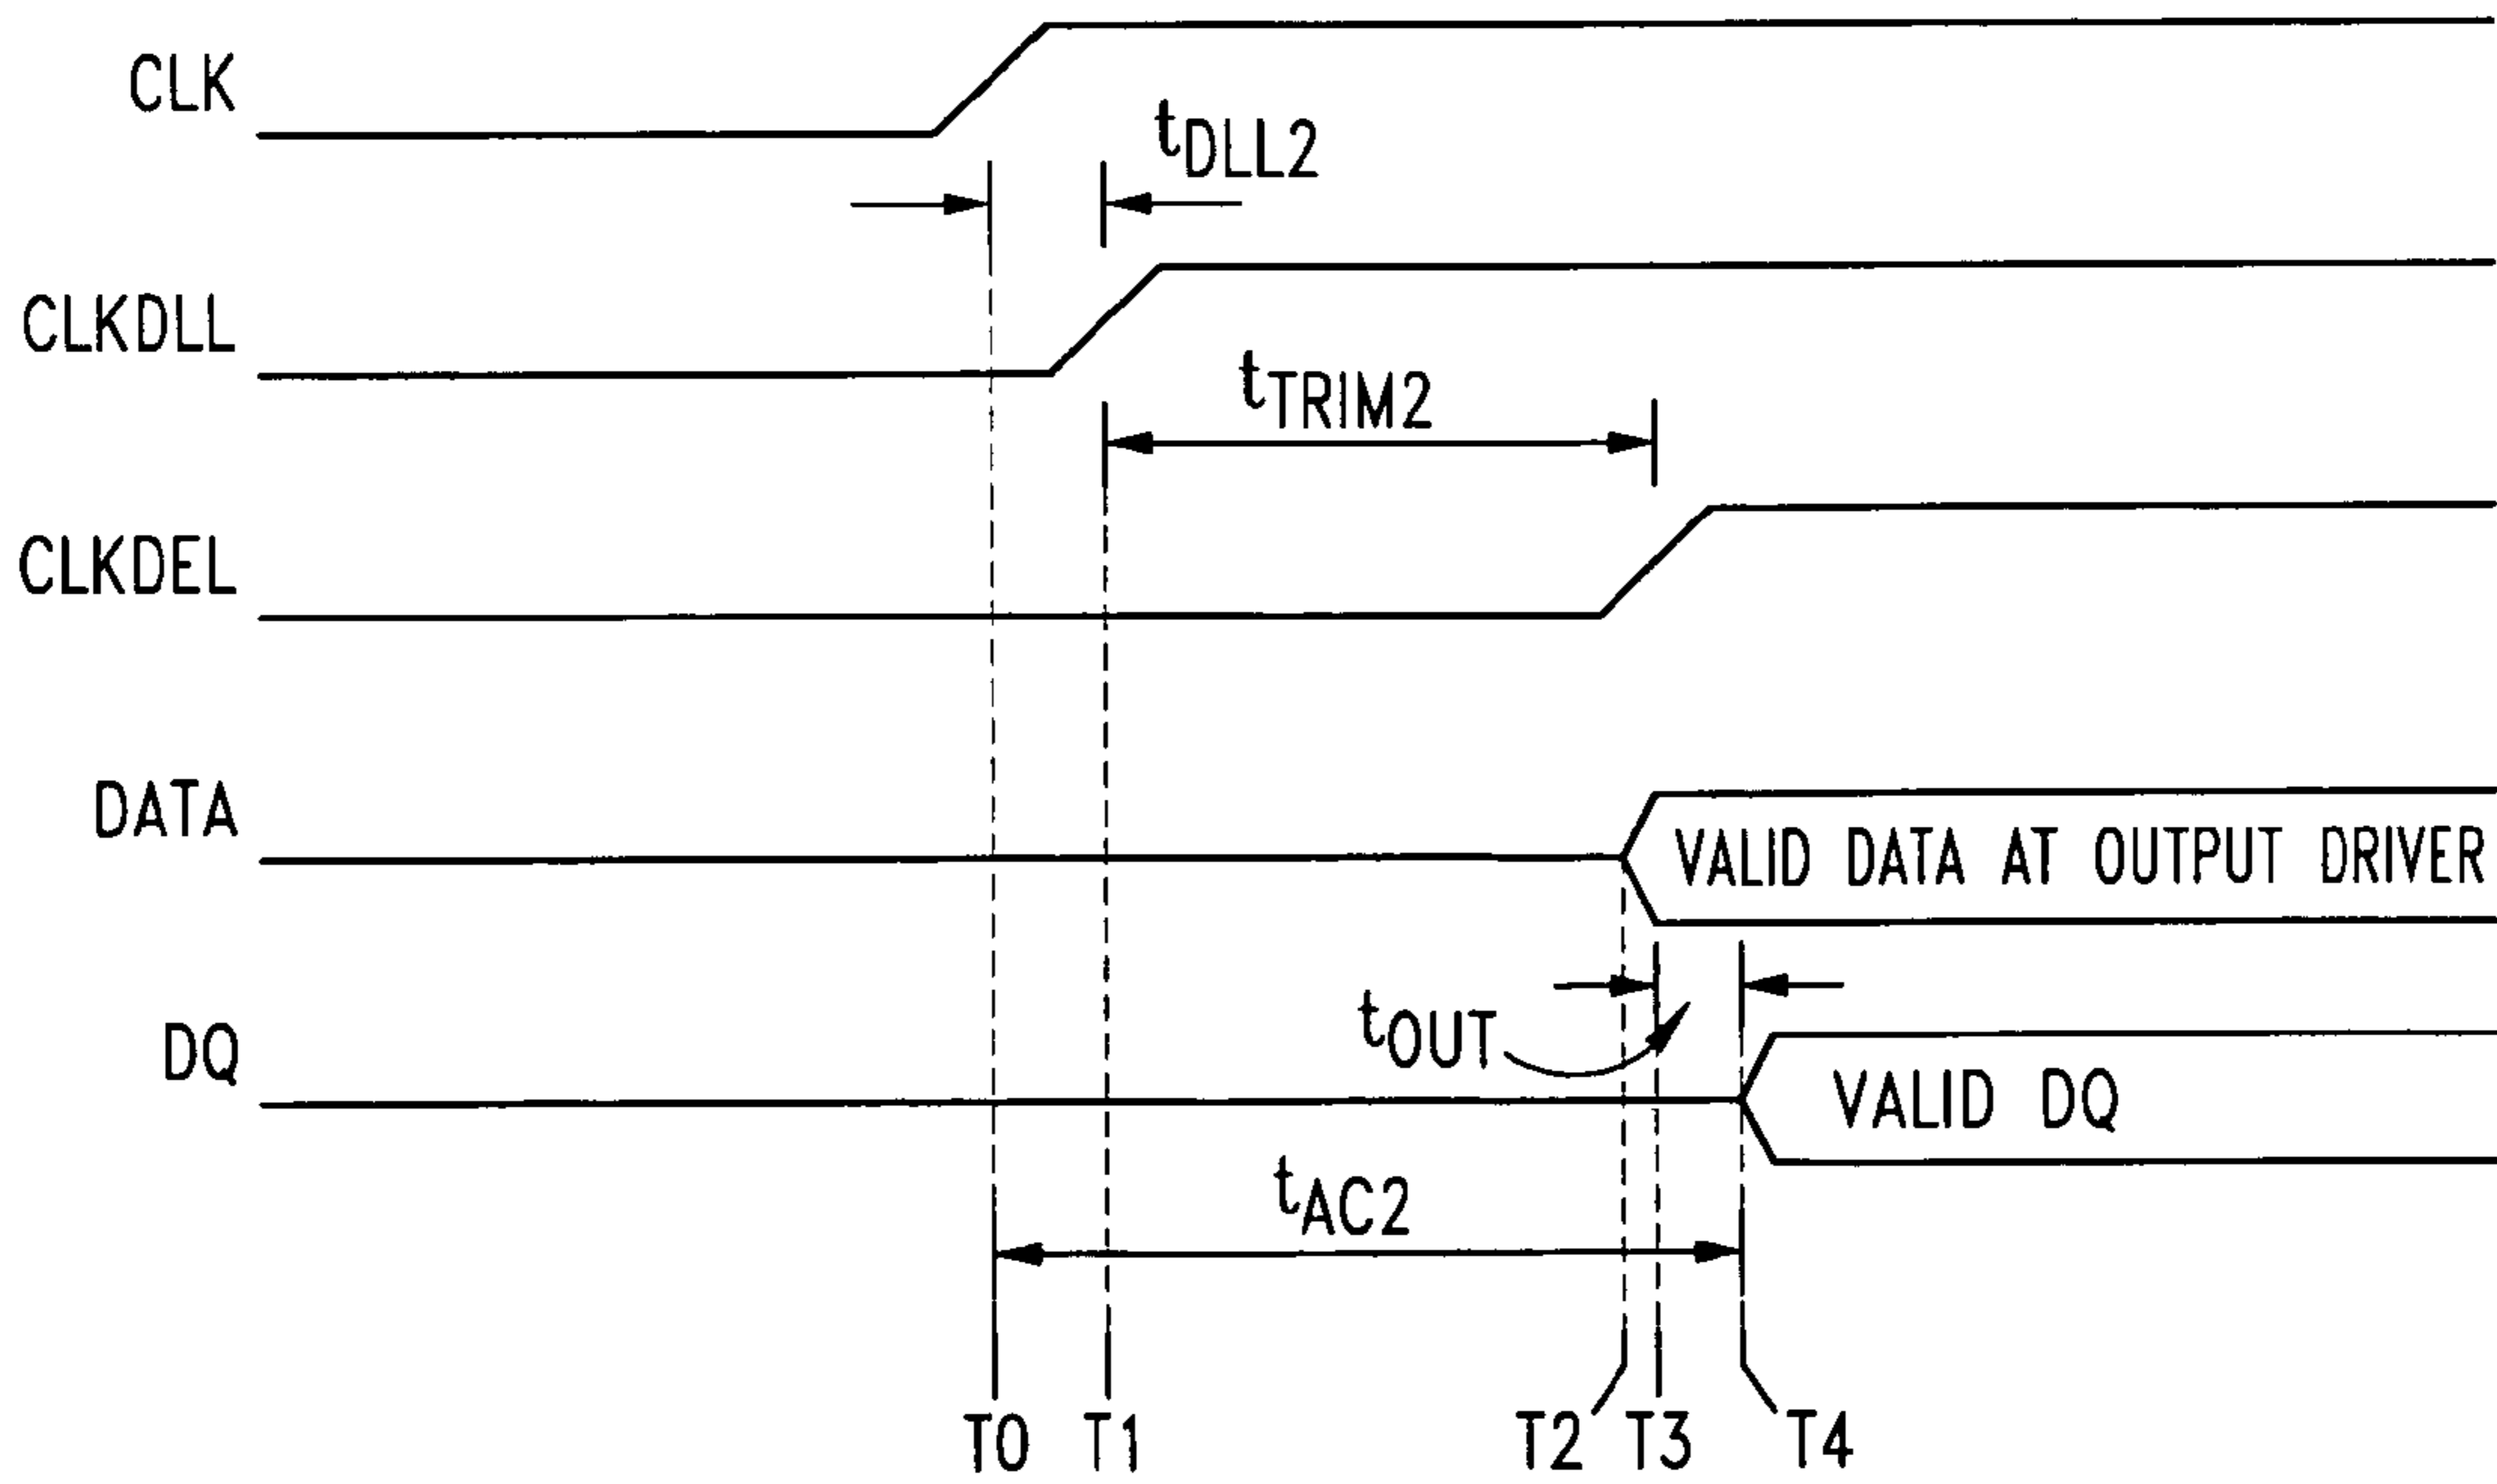 CLK
tDLL2
CLKDLL
tTRIM2
CLKDEL
DATA
VALID DATA AT OUTPUT DRIVER
tOUT
DQ
VALID DQ
tAC2
T0 T1 T2 T3 T4